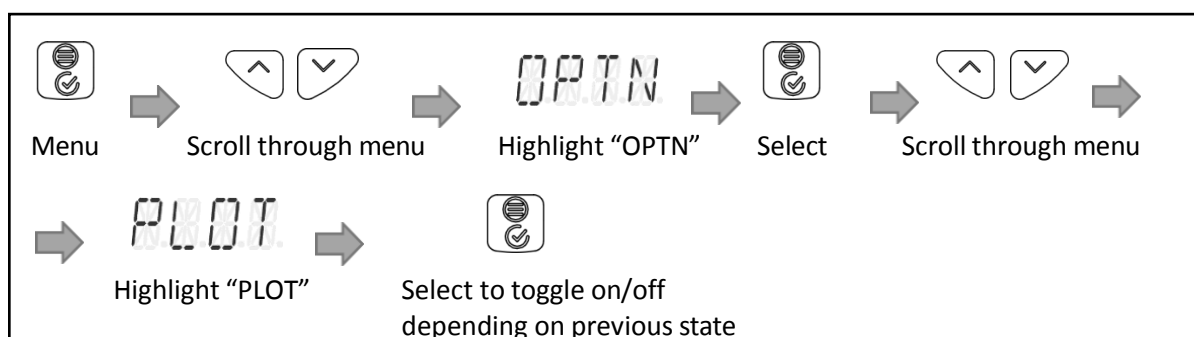 OPTN
Menu Scroll through menu Highlight “OPTN” Select Scroll through menu
PLOT
Highlight “PLOT” Select to toggle on/off
depending on previous state